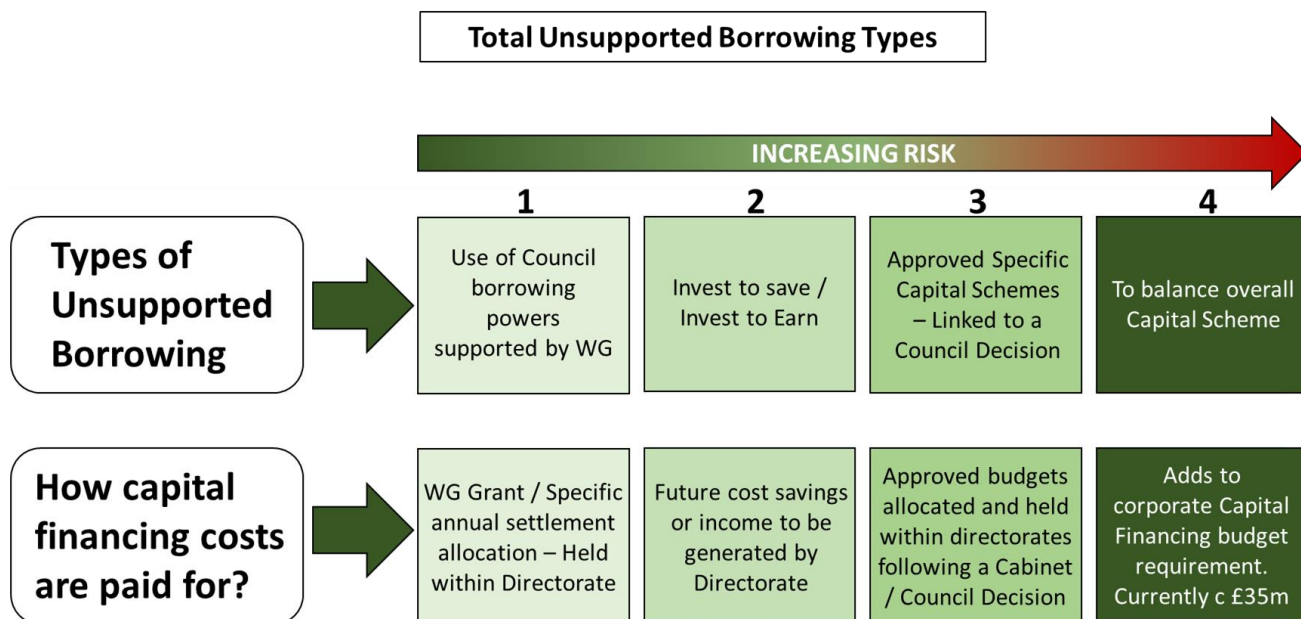 Total Unsupported Borrowing Types
INCREASING RISK
1
2
3
4
Types of
Unsupported
Borrowing
Use of Council
borrowing
powers
supported by WG
Invest to save /
Invest to Earn
Approved Specific
Capital Schemes
– Linked to a
Council Decision
To balance overall
Capital Scheme
How capital
financing costs
are paid for?
WG Grant / Specific
annual settlement
allocation – Held
within Directorate
Future cost savings
or income to be
generated by
Directorate
Approved budgets
allocated and held
within directorates
following a Cabinet
/ Council Decision
Adds to
corporate Capital
Financing budget
requirement.
Currently c £35m